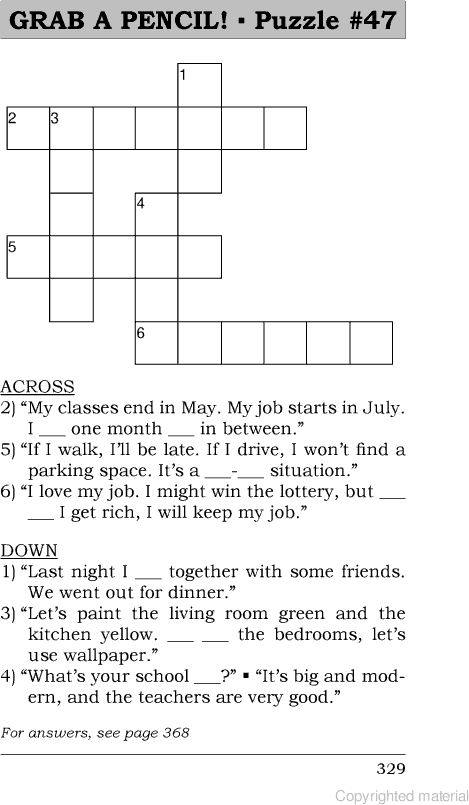 GRAB A PENCIL! ▪ Puzzle #47
1
2 3
4
5
6
ACROSS
2) “My classes end in May. My job starts in July.
I ___ one month ___ in between.”
5) “If I walk, I’ll be late. If I drive, I won’t find a
parking space. It’s a ___-___ situation.”
6) “I love my job. I might win the lottery, but ___
___ I get rich, I will keep my job.”
DOWN
1) “Last night I ___ together with some friends.
We went out for dinner.”
3) “Let’s paint the living room green and the
kitchen yellow. ___ ___ the bedrooms, let’s
use wallpaper.”
4) “What’s your school ___?” ▪ “It’s big and mod-
ern, and the teachers are very good.”
For answers, see page 368
329
Copyrighted material